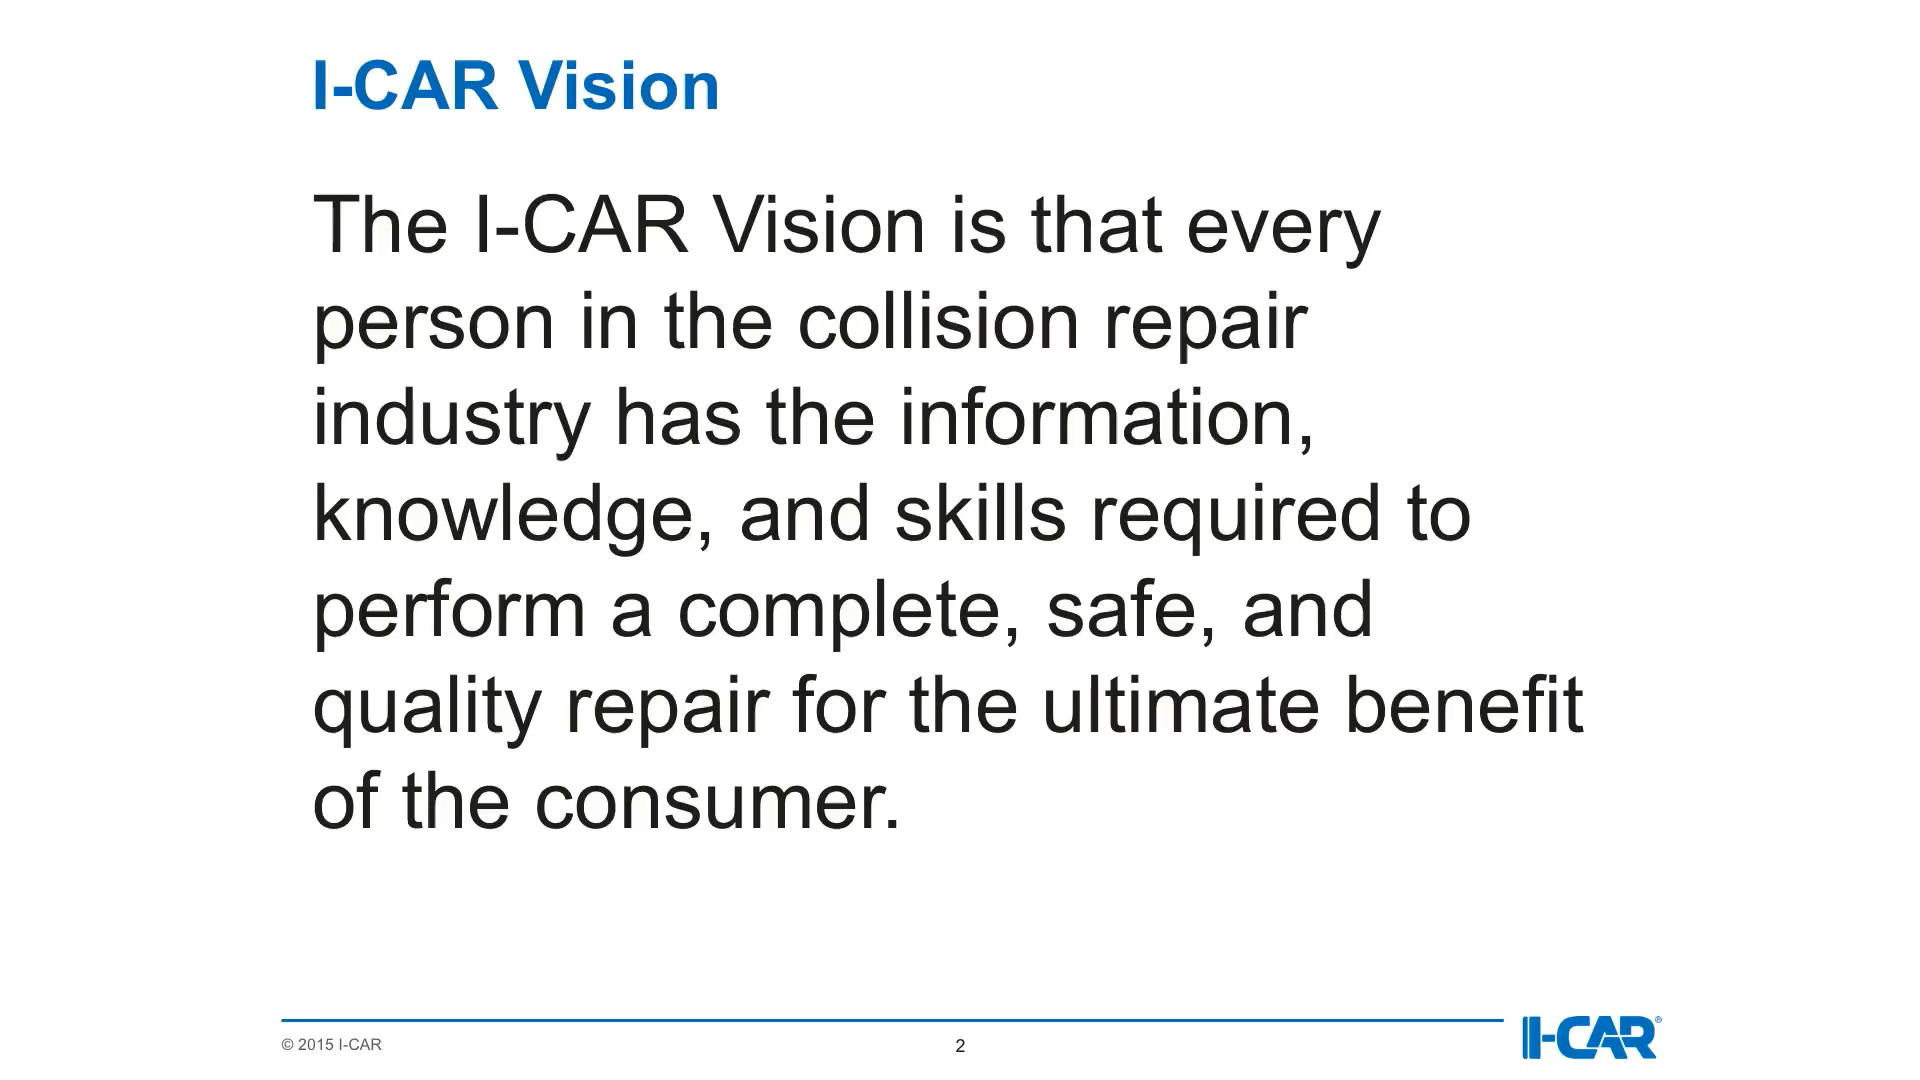 I-CAR Vision
The I-CAR Vision is that every
person in the collision repair
industry has the information,
knowledge, and skills required to
perform a complete, safe, and
quality repair for the ultimate benefit
of the consumer.
© 2015 I-CAR
2
I-CAR®